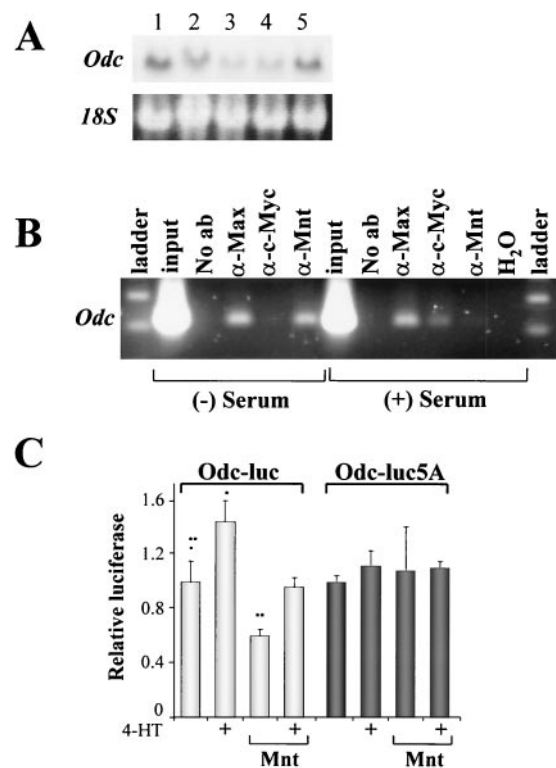 A
1 2 3 4 5
Odc
18S
B
ladder input No ab α-Max α-c-Myc α-Mnt input No ab α-Max α-c-Myc α-Mnt H₂O ladder
Odc
(-) Serum (+) Serum
C
Odc-luc Odc-luc5A
Relative luciferase
1.6
1.2
0.8
0.4
0
** * * **
4-HT + + + +
Mnt Mnt